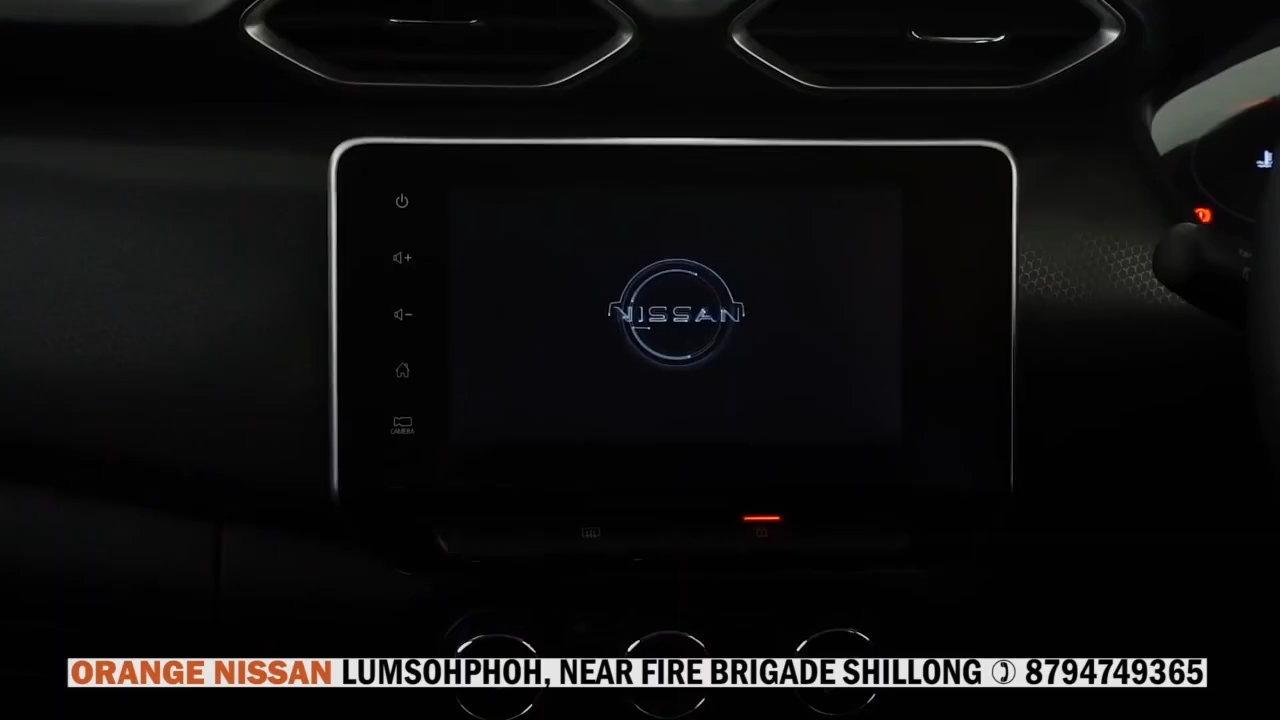 NISSAN
CAMERA
ORANGE NISSAN LUMSOHPHOH, NEAR FIRE BRIGADE SHILLONG ✆ 8794749365